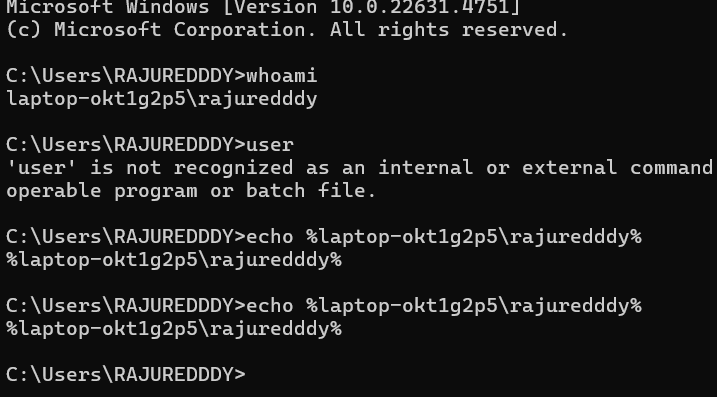 Microsoft Windows [Version 10.0.22631.4751]
(c) Microsoft Corporation. All rights reserved.
C:\Users\RAJUREDDDY>whoami
laptop-okt1g2p5\rajuredddy
C:\Users\RAJUREDDDY>user
'user' is not recognized as an internal or external command
operable program or batch file.
C:\Users\RAJUREDDDY>echo %laptop-okt1g2p5\rajuredddy%
%laptop-okt1g2p5\rajuredddy%
C:\Users\RAJUREDDDY>echo %laptop-okt1g2p5\rajuredddy%
%laptop-okt1g2p5\rajuredddy%
C:\Users\RAJUREDDDY>